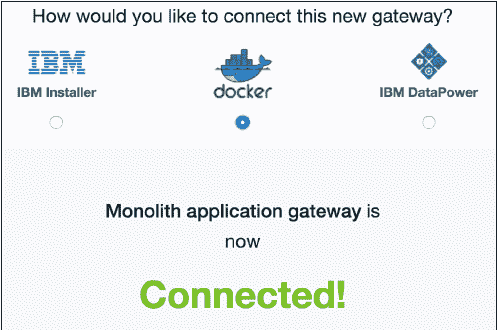 How would you like to connect this new gateway?
IBM docker
IBM Installer IBM DataPower
Monolith application gateway is
now
Connected!